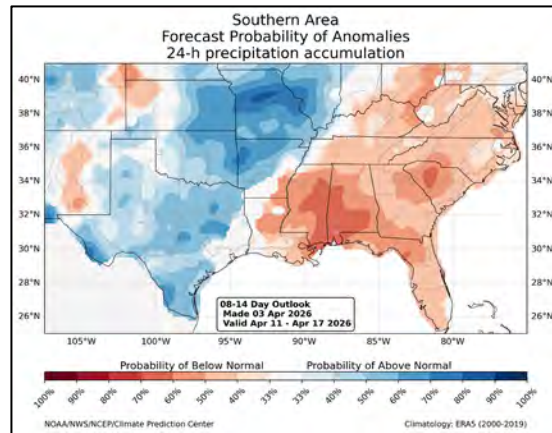 Southern Area
Forecast Probability of Anomalies
24-h precipitation accumulation
40°N 40°N
38°N 38°N
36°N 36°N
34°N 34°N
32°N 32°N
30°N 30°N
28°N 28°N
26°N 26°N
08-14 Day Outlook
Made 03 Apr 2026
Valid Apr 11 - Apr 17 2026
105°W 100°W 95°W 90°W 85°W 80°W
Probability of Below Normal Probability of Above Normal
100% 90% 80% 70% 60% 50% 40% 33% 33% 40% 50% 60% 70% 80% 90% 100%
NOAA/NWS/NCEP/Climate Prediction Center Climatology: ERA5 (2000-2019)